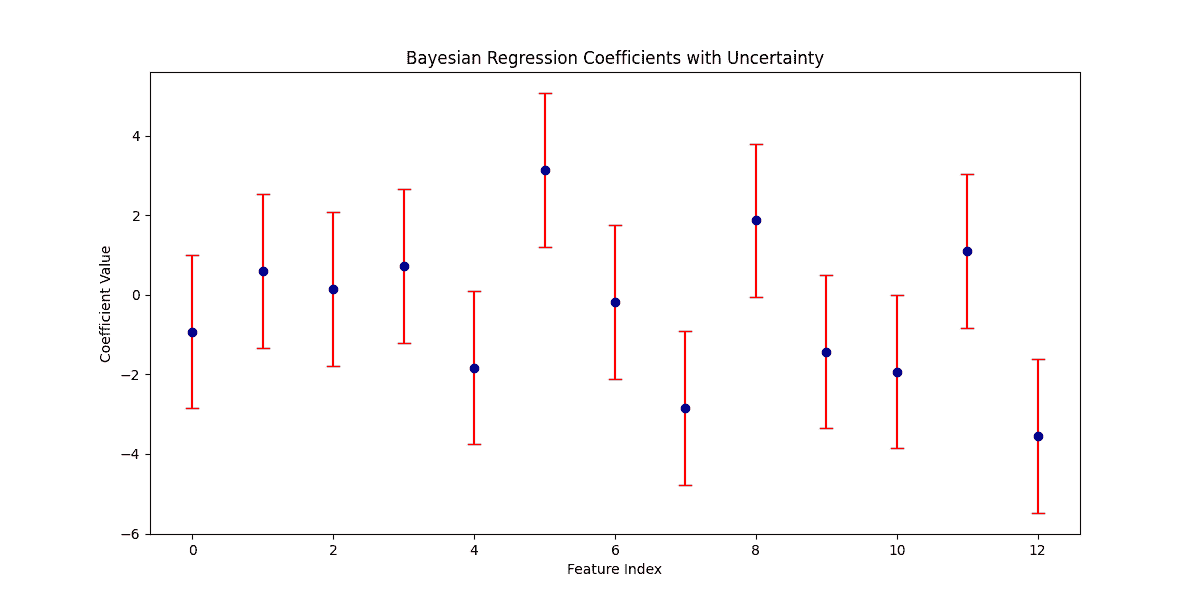 Bayesian Regression Coefficients with Uncertainty
4
2
0
−2
−4
−6
Coefficient Value
0 2 4 6 8 10 12
Feature Index